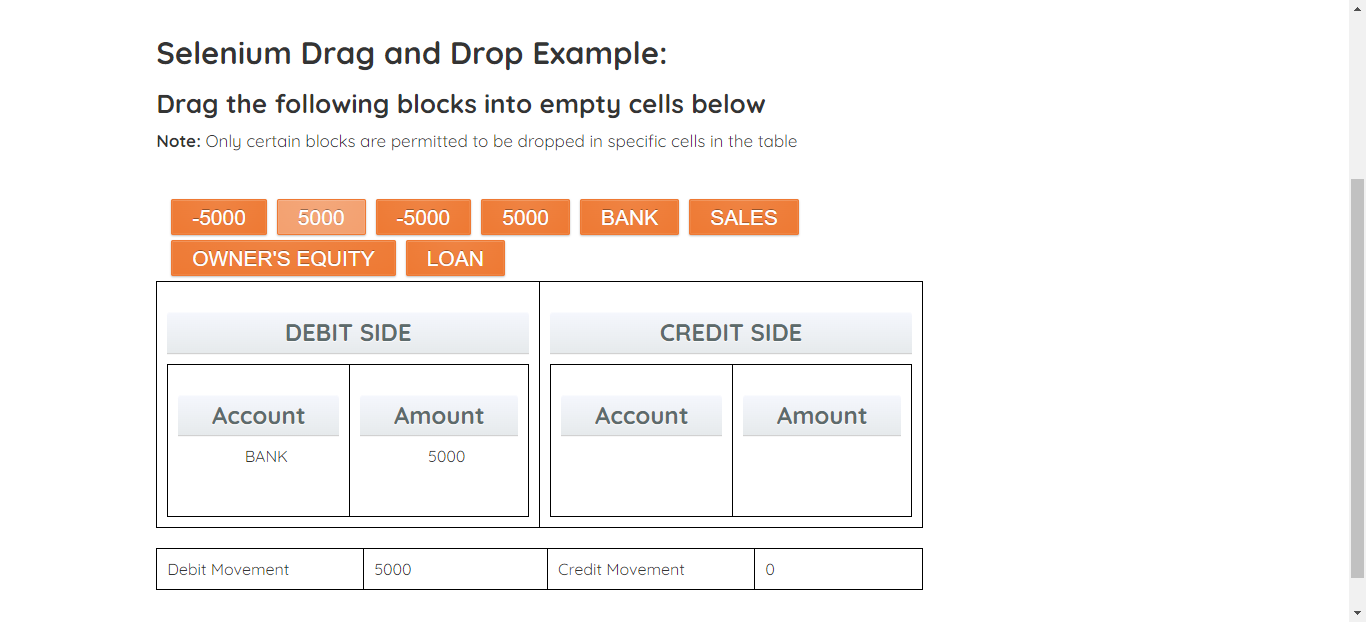 Selenium Drag and Drop Example:
Drag the following blocks into empty cells below
Note: Only certain blocks are permitted to be dropped in specific cells in the table
-5000 5000 -5000 5000 BANK SALES
OWNER'S EQUITY LOAN
DEBIT SIDE CREDIT SIDE
Account Amount Account Amount
BANK 5000
Debit Movement 5000 Credit Movement 0